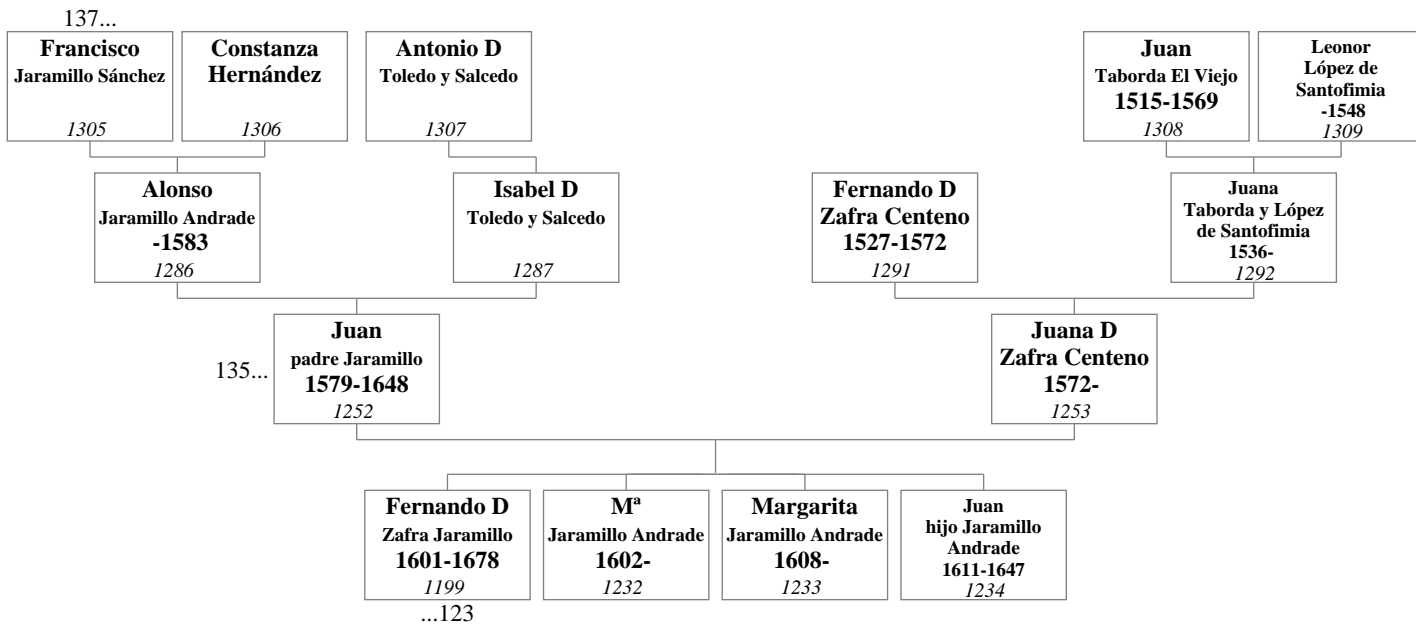 137...
Francisco
Jaramillo Sánchez
1305
Constanza
Hernández
1306
Antonio D
Toledo y Salcedo
1307
Juan
Taborda El Viejo
1515-1569
1308
Leonor
López de
Santofimia
-1548
1309
Alonso
Jaramillo Andrade
-1583
1286
Isabel D
Toledo y Salcedo
1287
Fernando D
Zafra Centeno
1527-1572
1291
Juana
Taborda y López
de Santofimia
1536-
1292
135...
Juan
padre Jaramillo
1579-1648
1252
Juana D
Zafra Centeno
1572-
1253
Fernando D
Zafra Jaramillo
1601-1678
1199
Mª
Jaramillo Andrade
1602-
1232
Margarita
Jaramillo Andrade
1608-
1233
Juan
hijo Jaramillo
Andrade
1611-1647
1234
...123